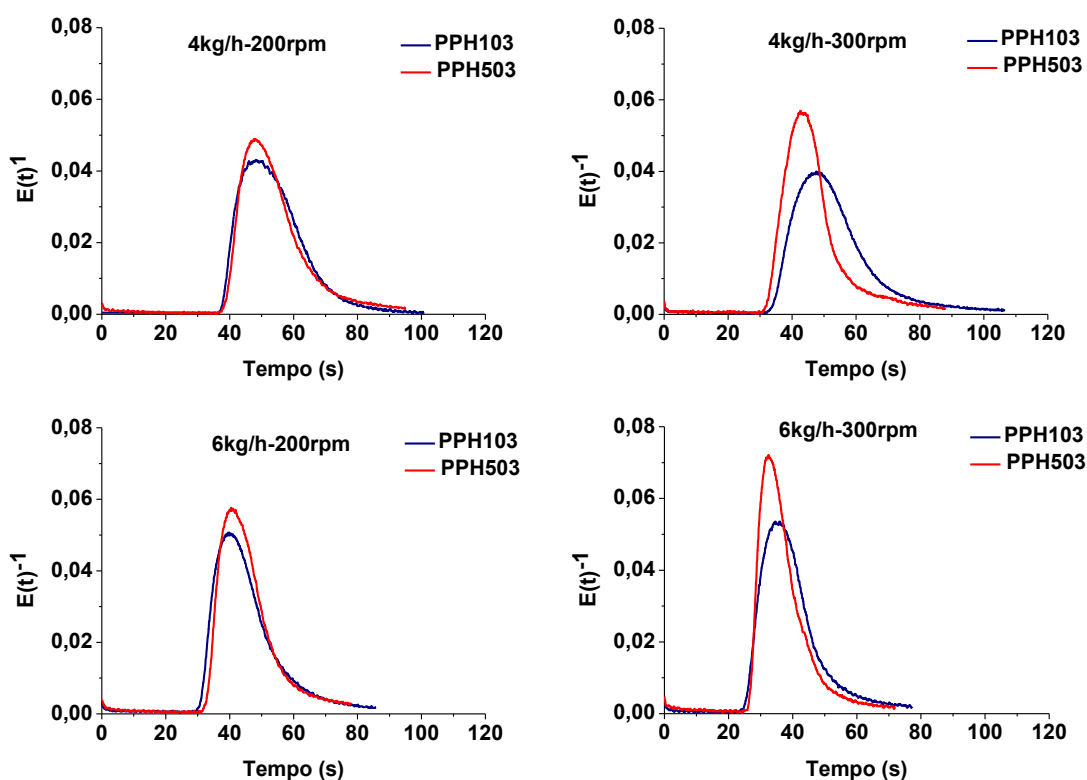 4kg/h-200rpm
PPH103
PPH503
0,08
0,06
0,04
0,02
0,00
E(t)-1
0 20 40 60 80 100 120
Tempo (s)
4kg/h-300rpm
PPH103
PPH503
0,08
0,06
0,04
0,02
0,00
E(t)-1
0 20 40 60 80 100 120
Tempo (s)
6kg/h-200rpm
PPH103
PPH503
0,08
0,06
0,04
0,02
0,00
E(t)-1
0 20 40 60 80 100 120
Tempo (s)
6kg/h-300rpm
PPH103
PPH503
0,08
0,06
0,04
0,02
0,00
E(t)-1
0 20 40 60 80 100 120
Tempo (s)